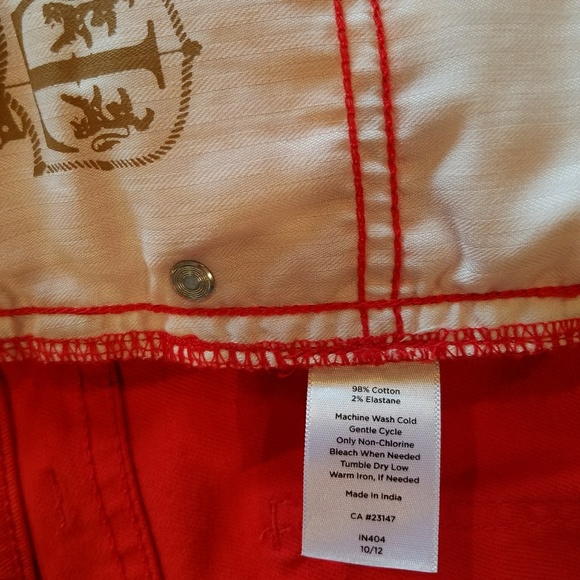 98% Cotton
2% Elastane
Machine Wash Cold
Gentle Cycle
Only Non-Chlorine
Bleach When Needed
Tumble Dry Low
Warm Iron, If Needed
Made in India
CA #23147
IN404
10/12